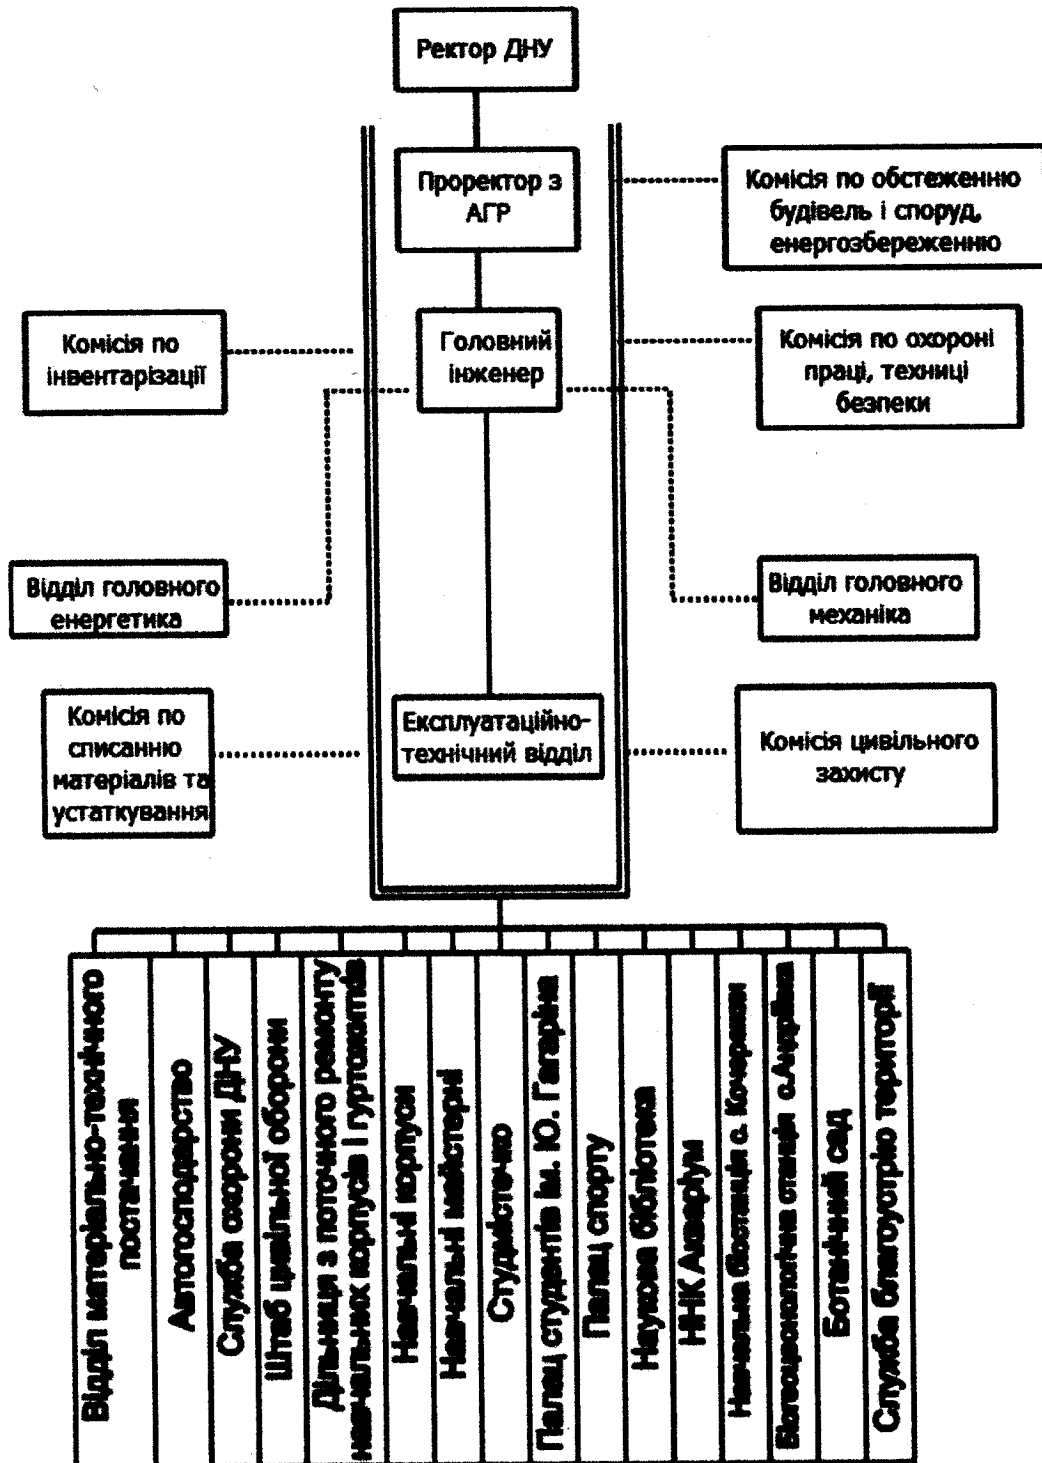 Ректор ДНУ
Проректор з
АГР
Комісія по обстеженню
будівель і споруд,
енергозбереженню
Комісія по
інвентарізації
Головний
інженер
Комісія по охороні
праці, техниці
безпеки
Відділ головного
енергетика
Відділ головного
механіка
Комісія по
списанню
матеріалів та
устаткування
Експлуатаційно-
технічний відділ
Комісія цивільного
захисту
Відділ матеріально-технічного
постачання
Автогосподарство
Служба охорони ДНУ
Штаб цивільної оборони
Дільниця з поточного ремонту
навчальних корпусів і гуртожитків
Навчальні корпуси
Навчальні майстерні
Студмістечко
Палац студентів ім. Ю. Гагаріна
Палац спорту
Наукова бібліотека
ННК Акваріум
Навчальна біостанція с. Кочережки
Біогеоценологічна станція с.Андріївка
Ботанічний сад
Служба благоустрію території